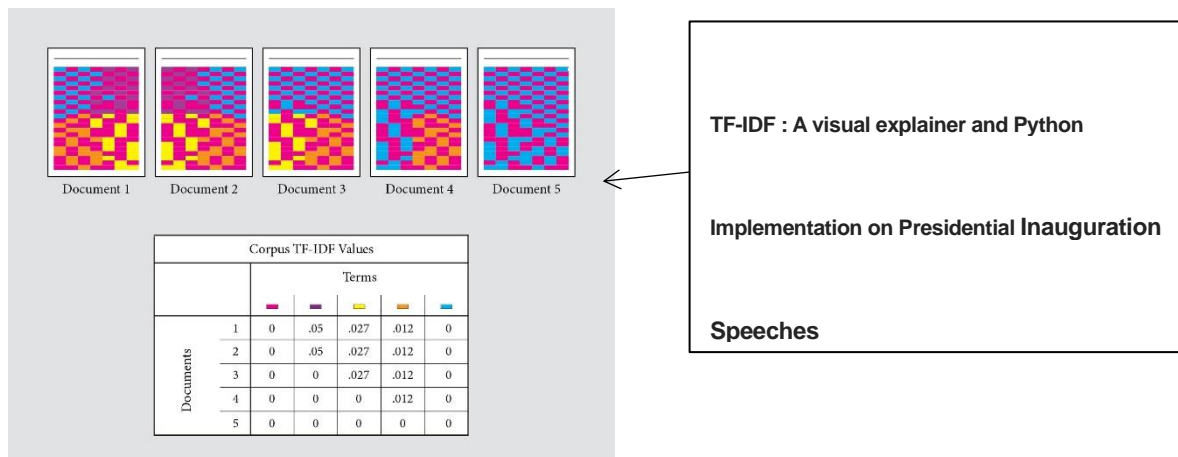 Document 1 Document 2 Document 3 Document 4 Document 5
Corpus TF-IDF Values
Terms
Documents
1 0 .05 .027 .012 0
2 0 .05 .027 .012 0
3 0 0 .027 .012 0
4 0 0 0 .012 0
5 0 0 0 0 0
TF-IDF : A visual explainer and Python
Implementation on Presidential Inauguration
Speeches